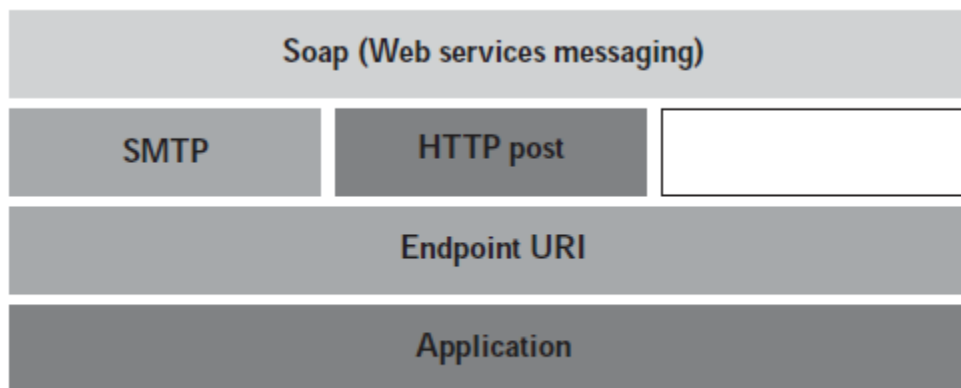 Soap (Web services messaging)
SMTP
HTTP post
Endpoint URI
Application